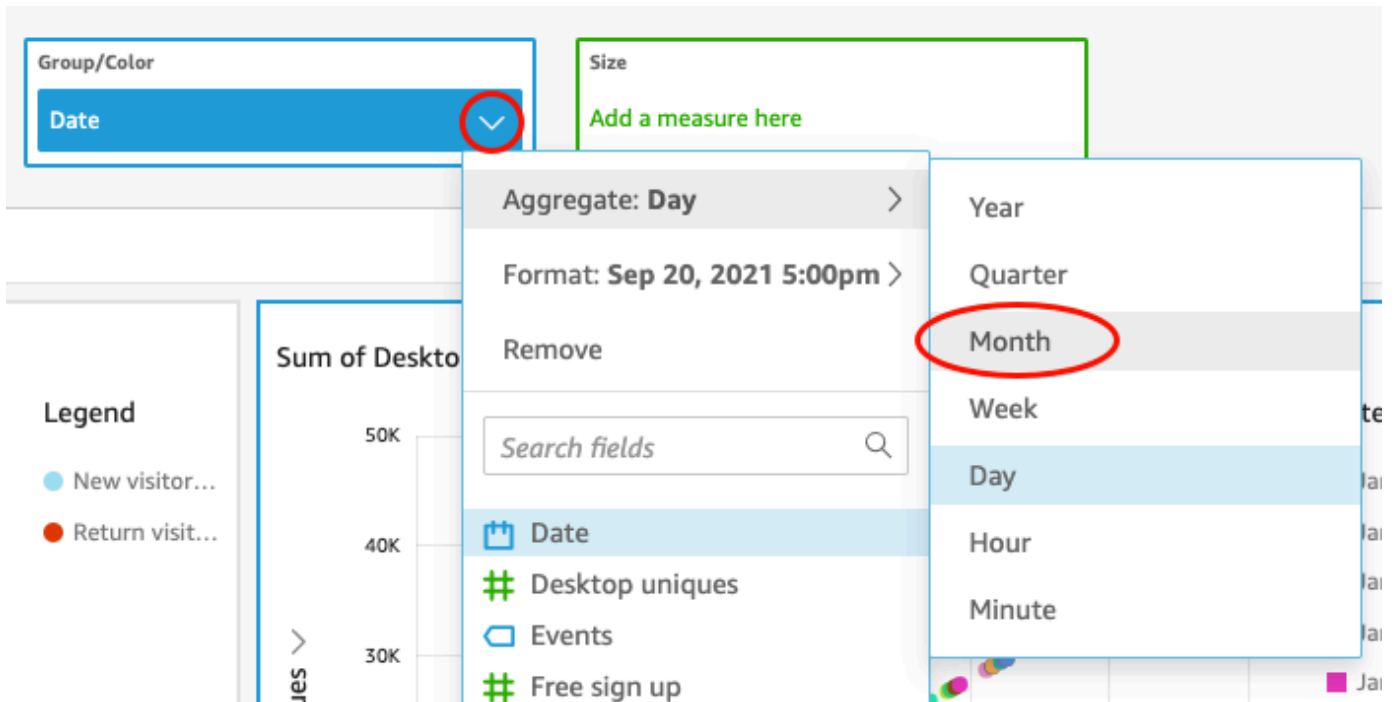 Group/Color
Date
Size
Add a measure here
Aggregate: Day
Format: Sep 20, 2021 5:00pm
Remove
Search fields
Date
Desktop uniques
Events
Free sign up
Year
Quarter
Month
Week
Day
Hour
Minute
Legend
New visitor...
Return visit...
Sum of Deskto
50K
40K
30K